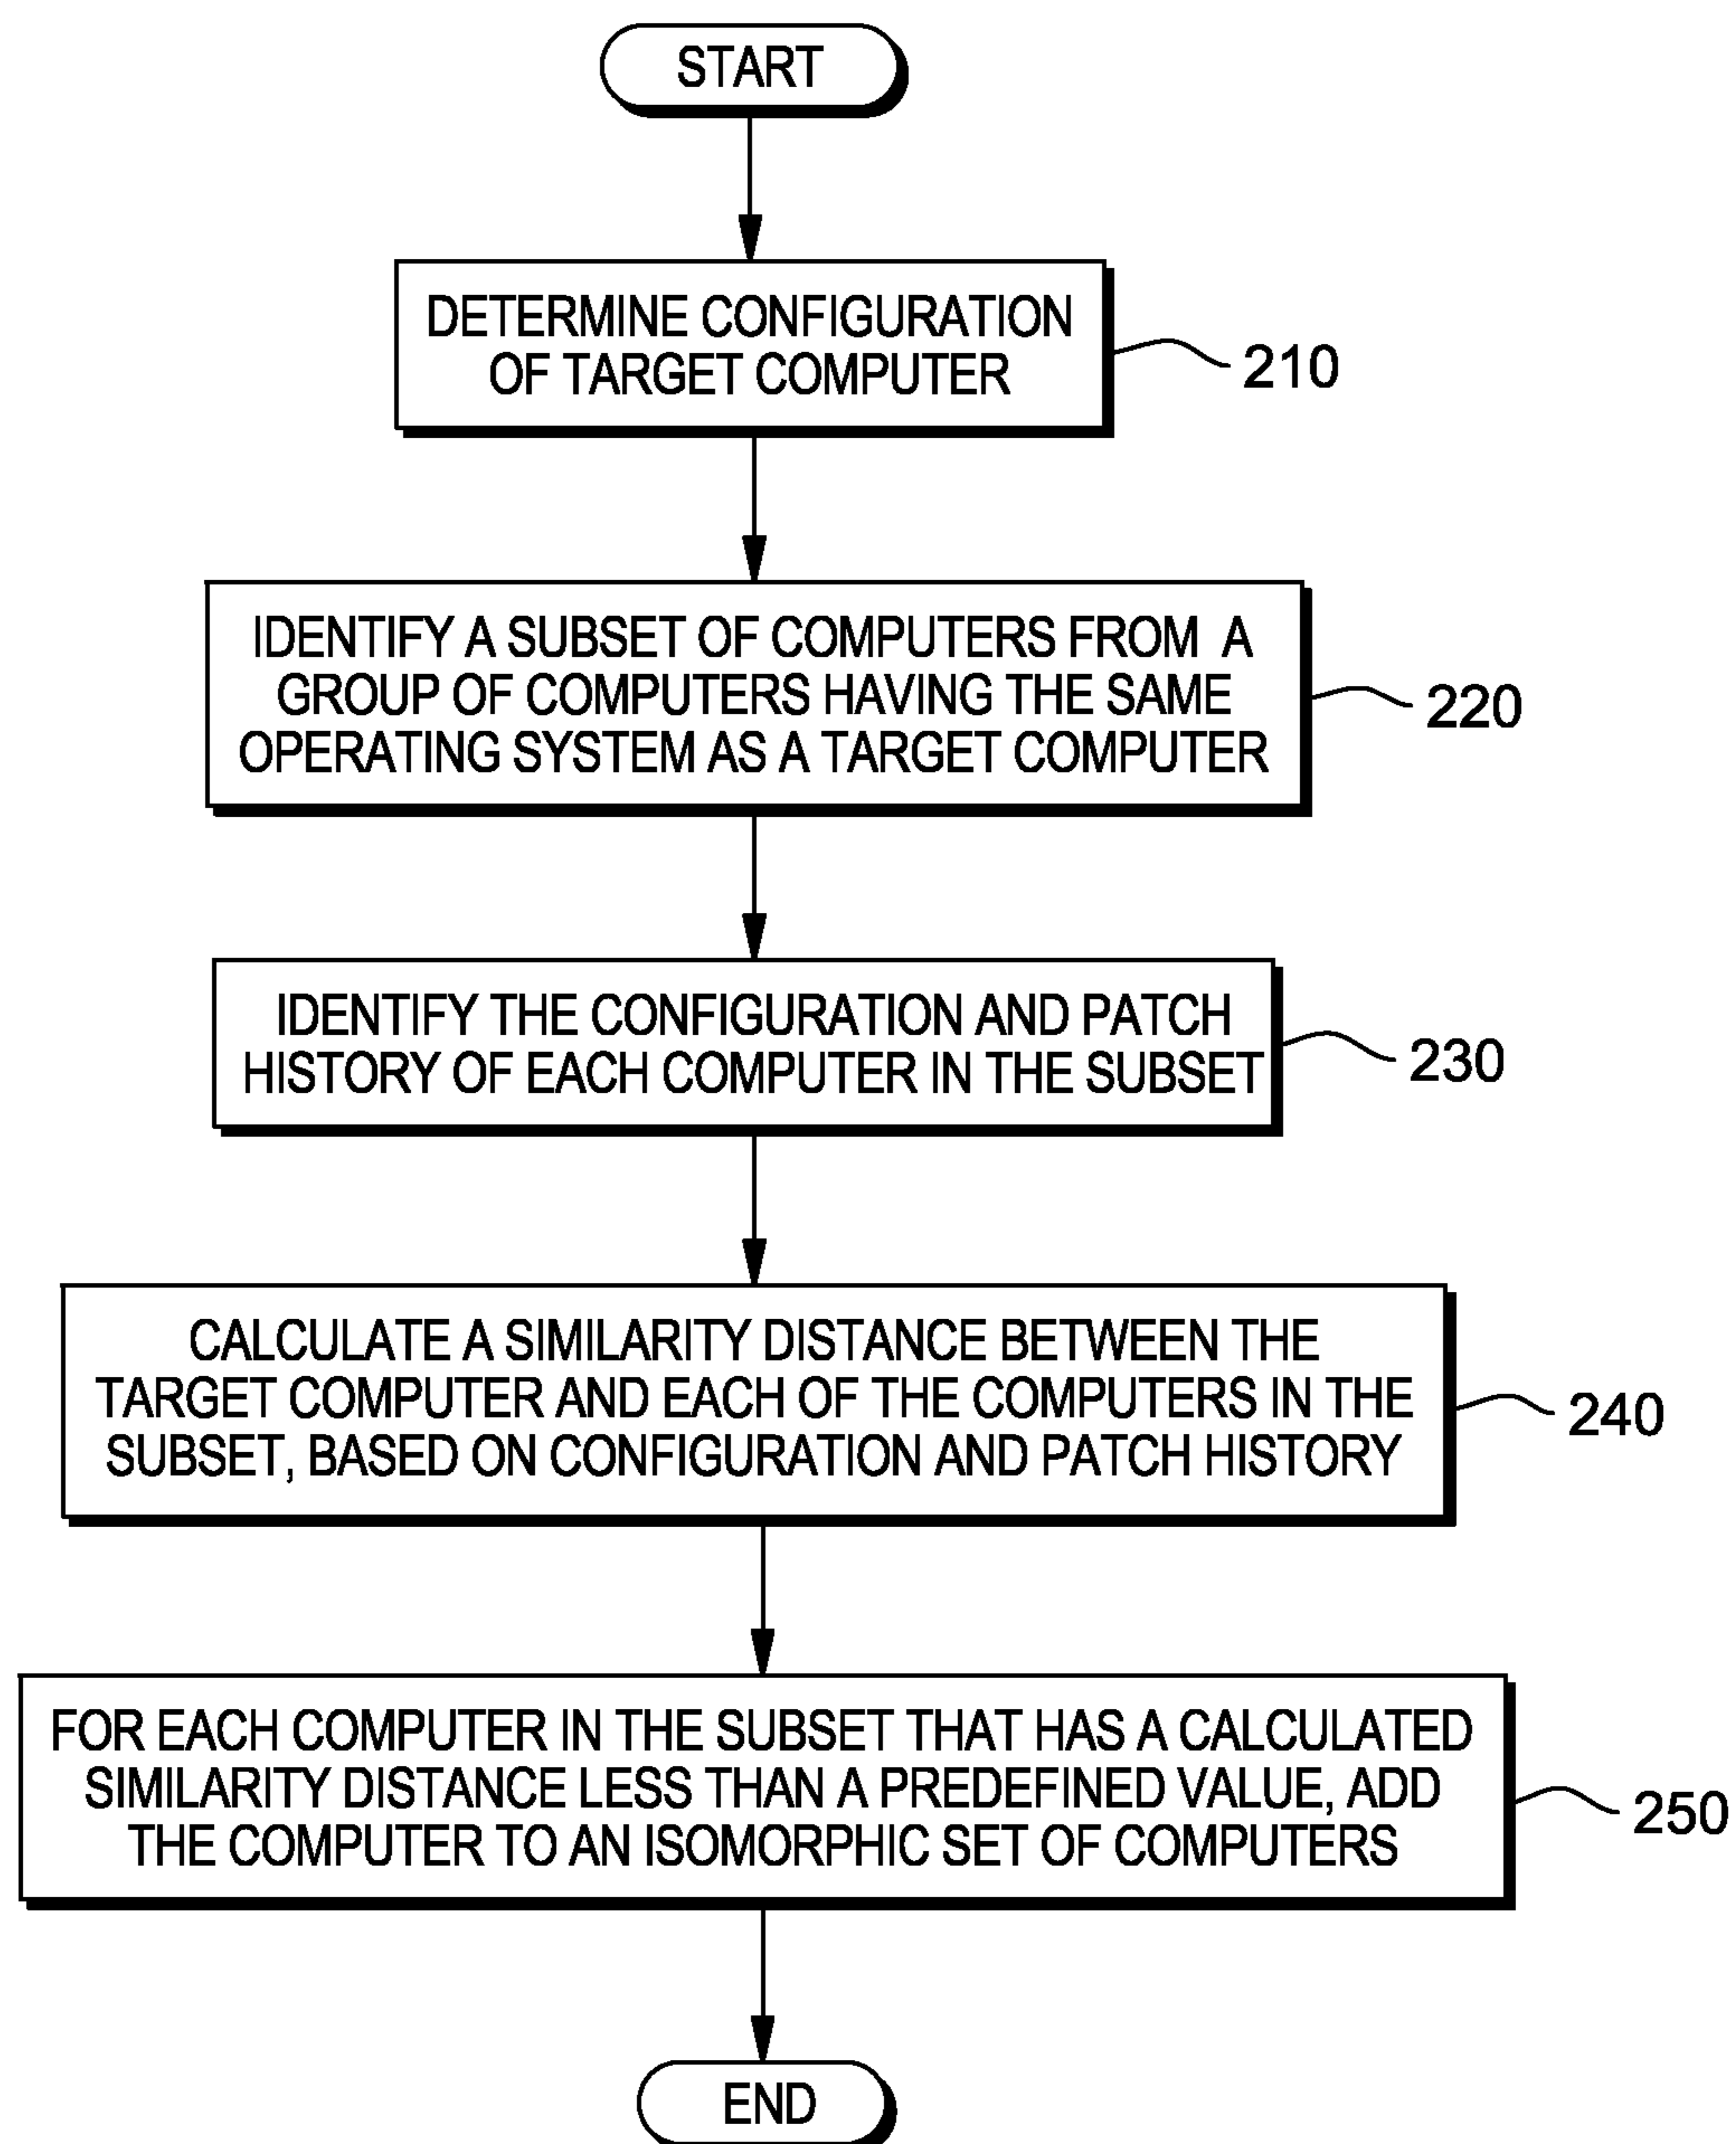 START
DETERMINE CONFIGURATION
OF TARGET COMPUTER
210
IDENTIFY A SUBSET OF COMPUTERS FROM A
GROUP OF COMPUTERS HAVING THE SAME
OPERATING SYSTEM AS A TARGET COMPUTER
220
IDENTIFY THE CONFIGURATION AND PATCH
HISTORY OF EACH COMPUTER IN THE SUBSET
230
CALCULATE A SIMILARITY DISTANCE BETWEEN THE
TARGET COMPUTER AND EACH OF THE COMPUTERS IN THE
SUBSET, BASED ON CONFIGURATION AND PATCH HISTORY
240
FOR EACH COMPUTER IN THE SUBSET THAT HAS A CALCULATED
SIMILARITY DISTANCE LESS THAN A PREDEFINED VALUE, ADD
THE COMPUTER TO AN ISOMORPHIC SET OF COMPUTERS
250
END